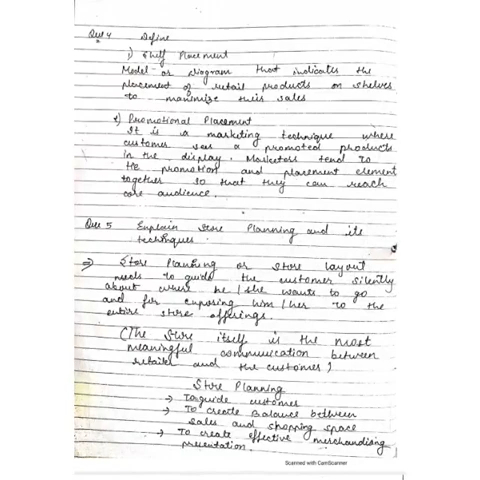 Que 4 Define
1) Shelf Placement
Model or Diagram that indicates the
placement of retail products on shelves
to maximize their sales
2) Promotional Placement
It is a marketing technique where
customer sees a promoted products
in the display. Marketers tend to
the promotion and placement element
together so that they can reach
core audience.
Que 5 Explain Store Planning and its
techniques
⇒ Store Planning or store layout
needs to guide the customer silently
about where he/she wants to go
and for exposing him/her to the
entire store offerings.
(The Store itself is the most
meaningful communication between
retailer and the customer)
Store Planning
→ To guide customer
→ To create Balance between
sales and shopping space
→ To create effective merchandising
presentation.
Scanned with CamScanner